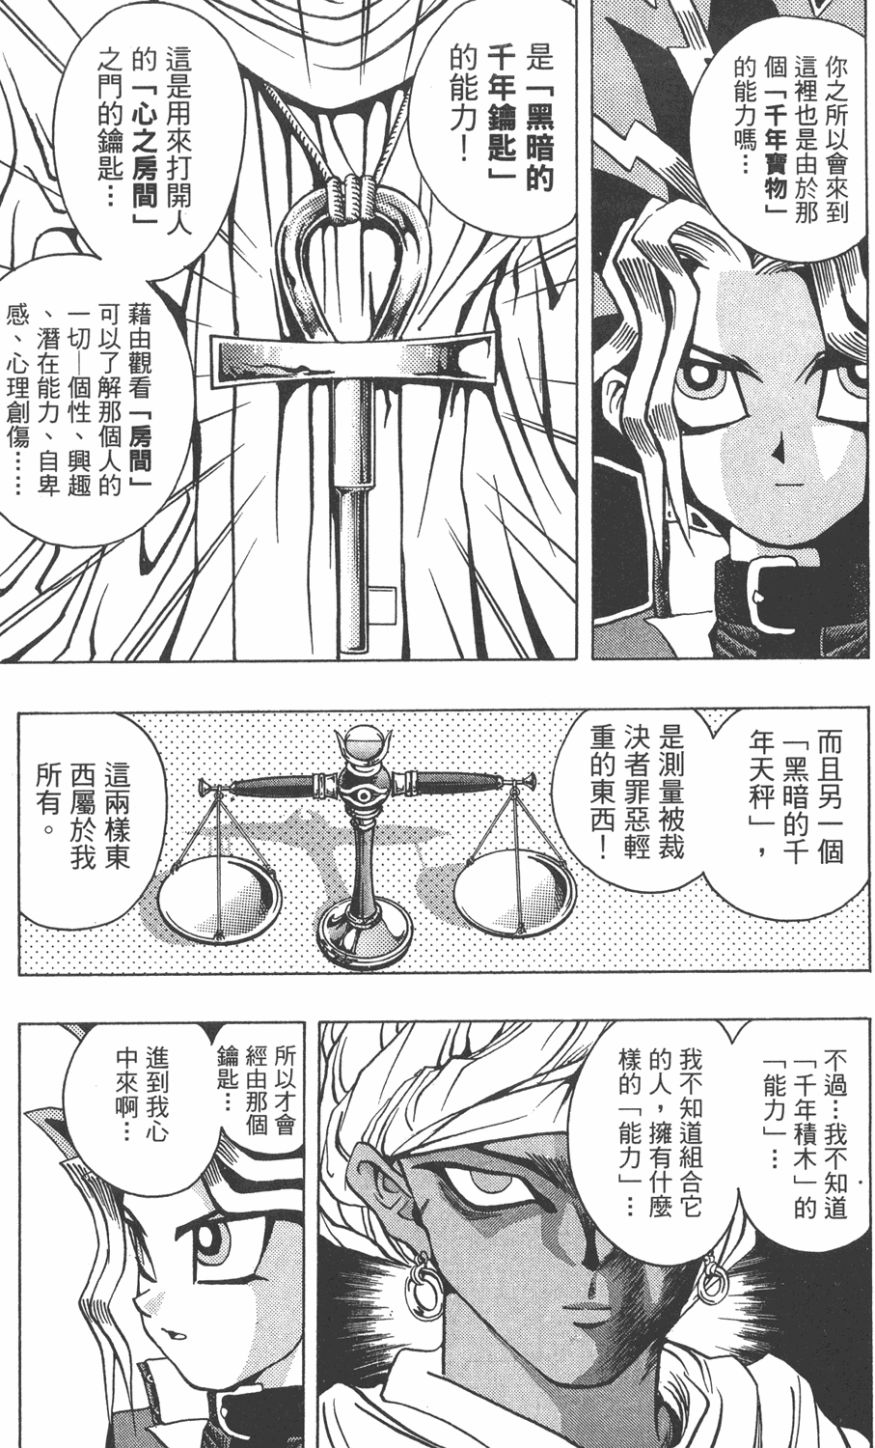 你之所以會來到
這裡也是由於那
個「千年寶物」
的能力嗎…
是「黑暗的
千年鑰匙」
的能力！
這是用來打開人
的「心之房間」
之門的鑰匙…
藉由觀看「房間」
可以了解那個人的
一切─個性、興趣
、潛在能力、自卑
感、心理創傷……
而且另一個
「黑暗的千
年天秤」，
是測量被裁
決者罪惡輕
重的東西！
這兩樣東
西屬於我
所有。
不過…我不知道
「千年積木」的
「能力」…
我不知道組合它
的人，擁有什麼
樣的「能力」…
所以才會
經由那個
鑰匙…
進到我心
中來啊…